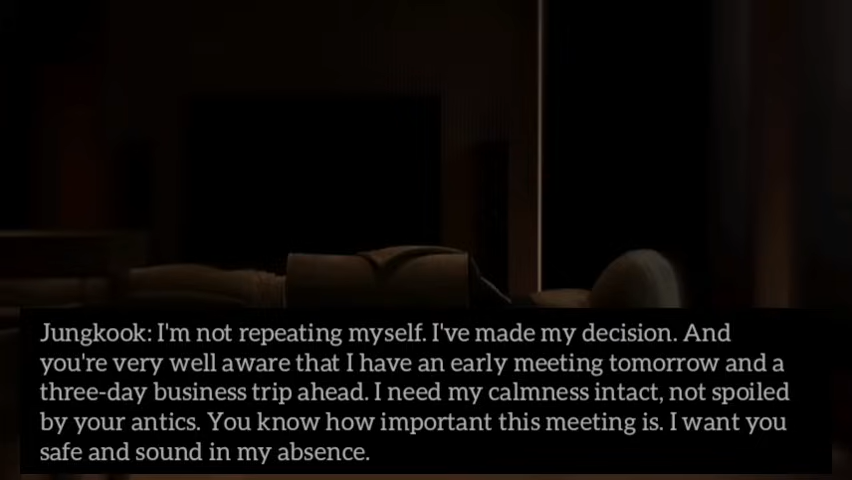 Jungkook: I'm not repeating myself. I've made my decision. And
you're very well aware that I have an early meeting tomorrow and a
three-day business trip ahead. I need my calmness intact, not spoiled
by your antics. You know how important this meeting is. I want you
safe and sound in my absence.